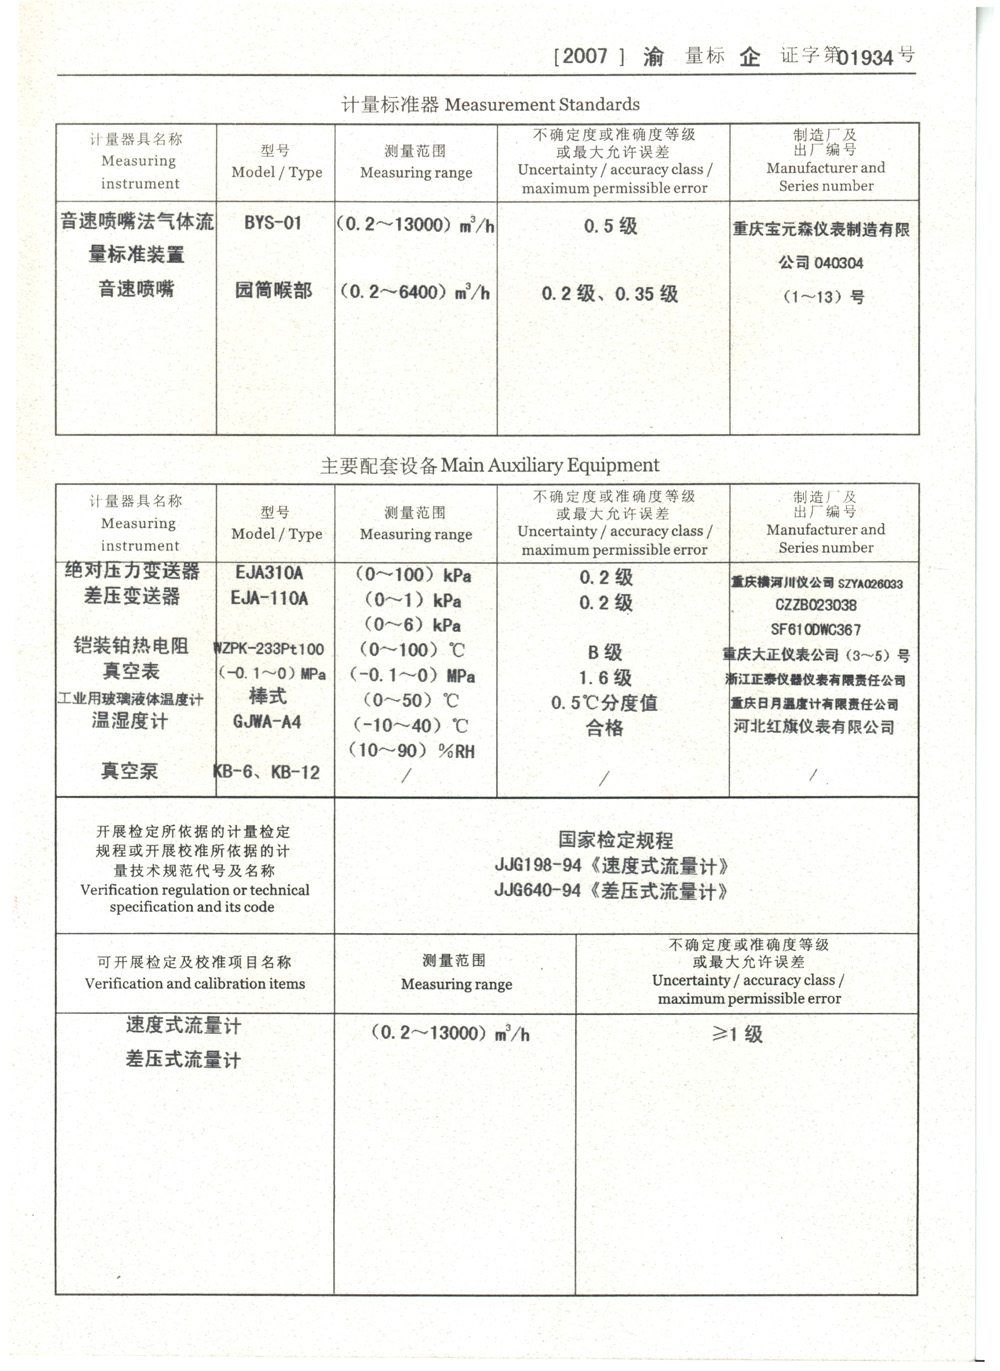 [2007] 渝 量标 企 证字第01934号
计量标准器 Measurement Standards
计量器具名称
Measuring
instrument
型号
Model / Type
测量范围
Measuring range
不确定度或准确度等级
或最大允许误差
Uncertainty / accuracy class /
maximum permissible error
制造厂及
出厂编号
Manufacturer and
Series number
音速喷嘴法气体流 BYS-01 (0.2～13000) m³/h 0.5 级 重庆宝元森仪表制造有限
量标准装置 公司 040304
音速喷嘴 园筒喉部 (0.2～6400) m³/h 0.2 级、0.35 级 (1～13) 号
主要配套设备 Main Auxiliary Equipment
计量器具名称
Measuring
instrument
型号
Model / Type
测量范围
Measuring range
不确定度或准确度等级
或最大允许误差
Uncertainty / accuracy class /
maximum permissible error
制造厂及
出厂编号
Manufacturer and
Series number
绝对压力变送器 EJA310A (0～100) kPa 0.2 级 重庆横河川仪公司 SZYA026033
差压变送器 EJA-110A (0～1) kPa 0.2 级 CZZB023038
(0～6) kPa SF610DWC367
铠装铂热电阻 WZPK-233Pt100 (0～100) ℃ B 级 重庆大正仪表公司 (3～5) 号
真空表 (-0.1～0) MPa (-0.1～0) MPa 1.6 级 浙江正泰仪器仪表有限责任公司
工业用玻璃液体温度计 棒式 (0～50) ℃ 0.5℃分度值 重庆日月温度计有限责任公司
温湿度计 GJWA-A4 (-10～40) ℃ 合格 河北红旗仪表有限公司
(10～90) %RH
真空泵 KB-6、KB-12 / / /
开展检定所依据的计量检定
规程或开展校准所依据的计
量技术规范代号及名称
Verification regulation or technical
specification and its code
国家检定规程
JJG198-94《速度式流量计》
JJG640-94《差压式流量计》
可开展检定及校准项目名称
Verification and calibration items
测量范围
Measuring range
不确定度或准确度等级
或最大允许误差
Uncertainty / accuracy class /
maximum permissible error
速度式流量计 (0.2～13000) m³/h ≥1 级
差压式流量计